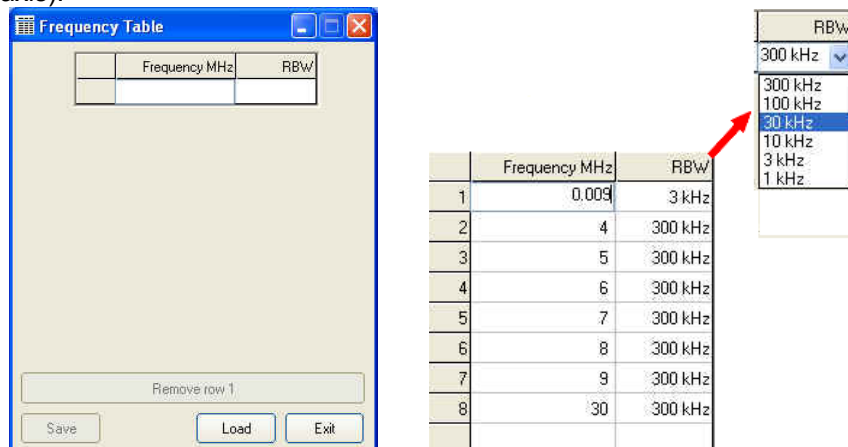 Frequency Table
Frequency MHz RBW
Remove row 1
Save Load Exit
Frequency MHz RBW
1 0.009 3 kHz
2 4 300 kHz
3 5 300 kHz
4 6 300 kHz
5 7 300 kHz
6 8 300 kHz
7 9 300 kHz
8 30 300 kHz
RBW
300 kHz
300 kHz
100 kHz
30 kHz
10 kHz
3 kHz
1 kHz